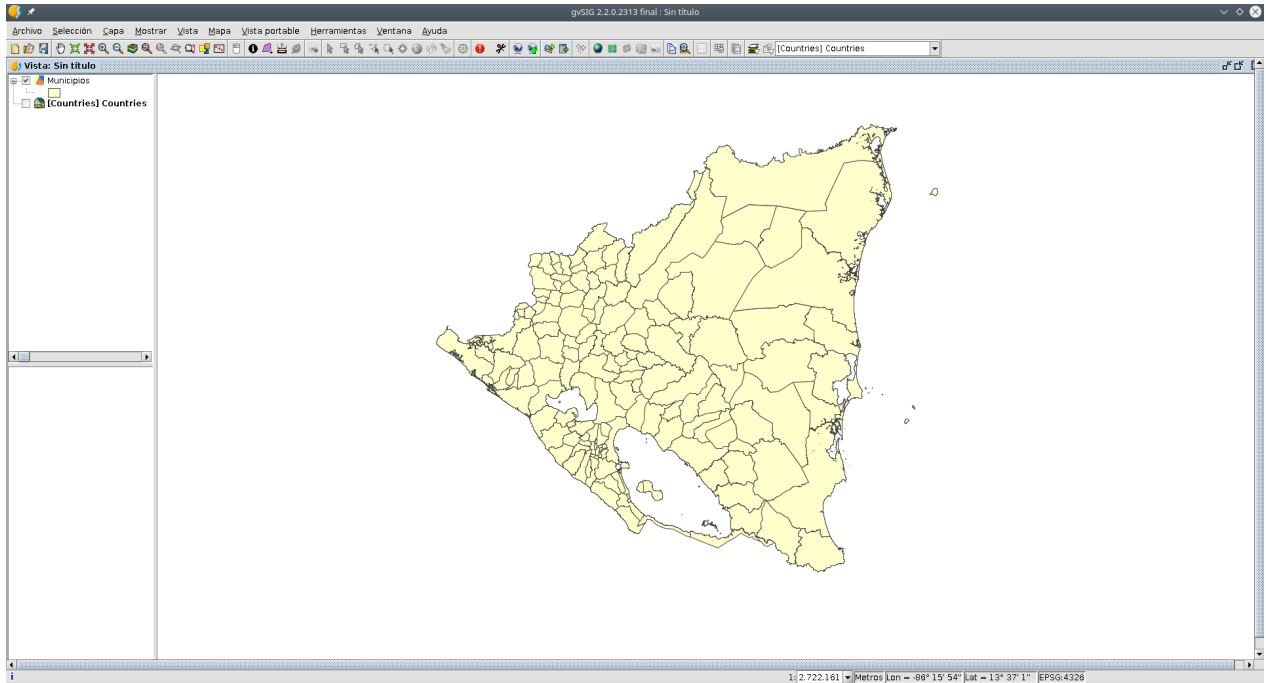 gvSIG 2.2.0.2313 final : Sin título
Archivo Selección Capa Mostrar Vista Mapa Vista portable Herramientas Ventana Ayuda
[Countries] Countries
Vista: Sin título
Municipios
[Countries] Countries
1: 2.722.161 Metros Lon = -86° 15' 54" Lat = 13° 37' 1" EPSG:4326